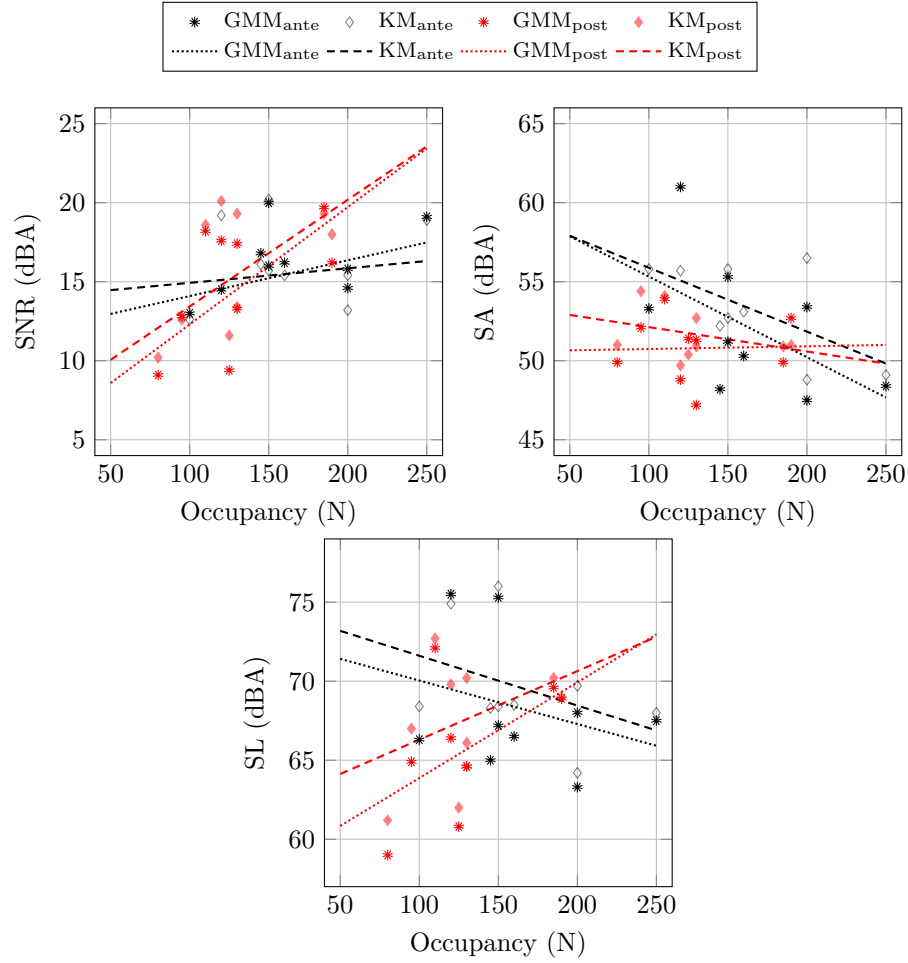 GMMante KMante GMMpost KMpost
GMMante KMante GMMpost KMpost
25
20
15
10
5
50 100 150 200 250
SNR (dBA)
Occupancy (N)
65
60
55
50
45
50 100 150 200 250
SA (dBA)
Occupancy (N)
75
70
65
60
50 100 150 200 250
SL (dBA)
Occupancy (N)